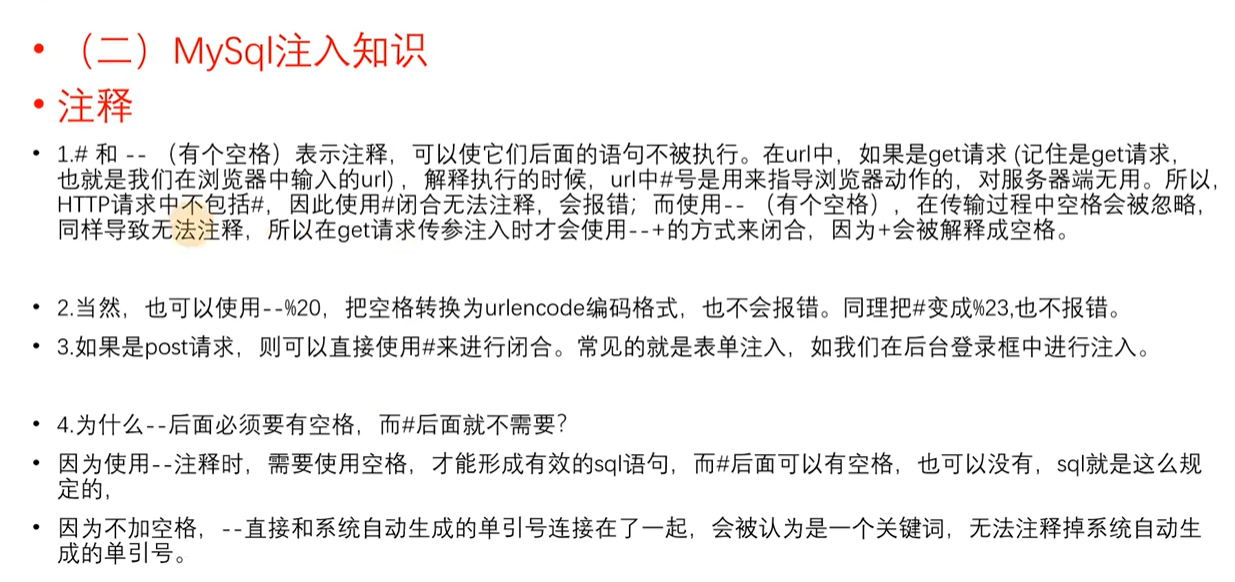 • （二）MySql注入知识
• 注释
• 1.# 和 -- （有个空格）表示注释，可以使它们后面的语句不被执行。在url中，如果是get请求 (记住是get请求，
也就是我们在浏览器中输入的url) ，解释执行的时候，url中#号是用来指导浏览器动作的，对服务器端无用。所以，
HTTP请求中不包括#，因此使用#闭合无法注释，会报错；而使用-- （有个空格），在传输过程中空格会被忽略，
同样导致无法注释，所以在get请求传参注入时才会使用--+的方式来闭合，因为+会被解释成空格。
• 2.当然，也可以使用--%20，把空格转换为urlencode编码格式，也不会报错。同理把#变成%23,也不报错。
• 3.如果是post请求，则可以直接使用#来进行闭合。常见的就是表单注入，如我们在后台登录框中进行注入。
• 4.为什么--后面必须要有空格，而#后面就不需要？
• 因为使用--注释时，需要使用空格，才能形成有效的sql语句，而#后面可以有空格，也可以没有，sql就是这么规
定的，
• 因为不加空格，--直接和系统自动生成的单引号连接在了一起，会被认为是一个关键词，无法注释掉系统自动生
成的单引号。